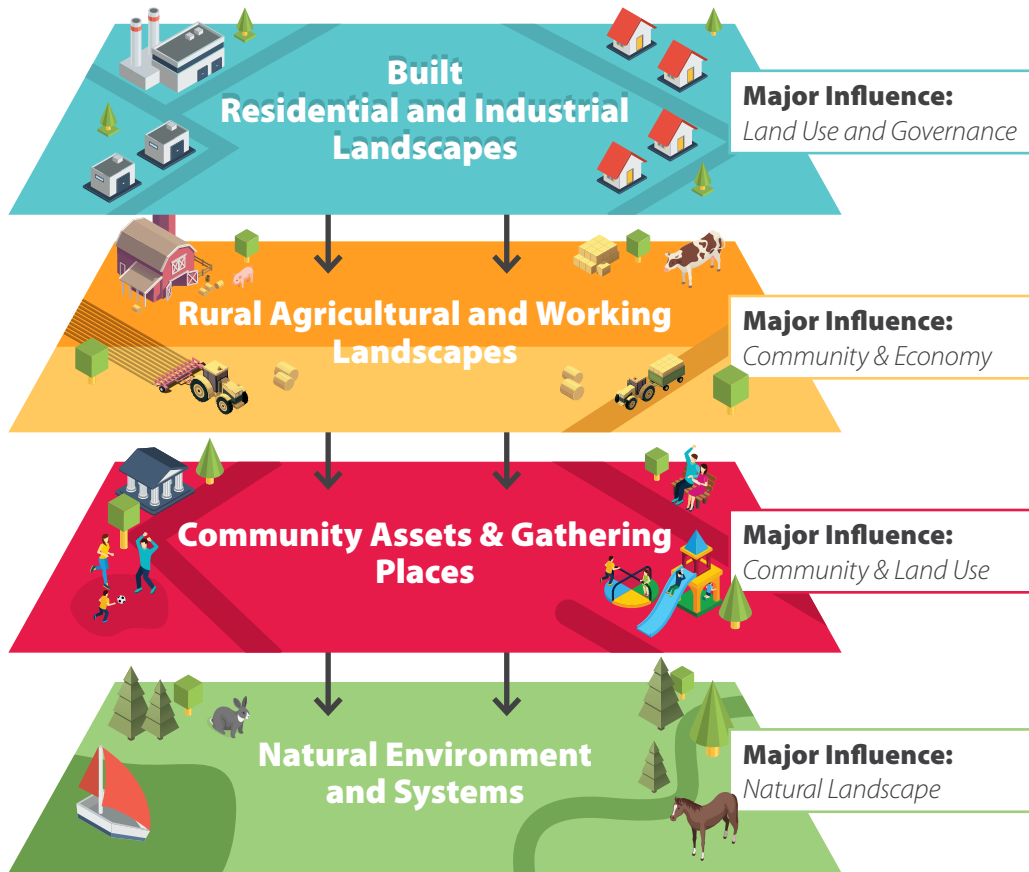 Built
Residential and Industrial
Landscapes
Major Influence:
Land Use and Governance
Rural Agricultural and Working
Landscapes
Major Influence:
Community & Economy
Community Assets & Gathering
Places
Major Influence:
Community & Land Use
Natural Environment
and Systems
Major Influence:
Natural Landscape